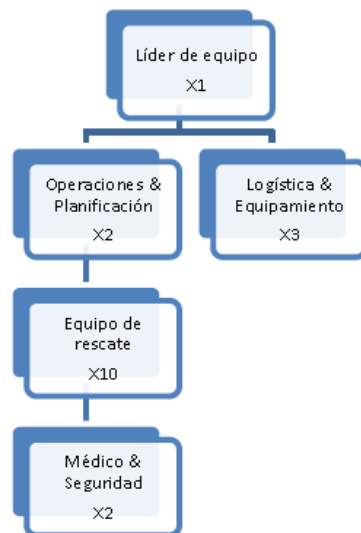 Líder de equipo
X1
Operaciones &
Planificación
X2
Logística &
Equipamiento
X3
Equipo de
rescate
X10
Médico &
Seguridad
X2